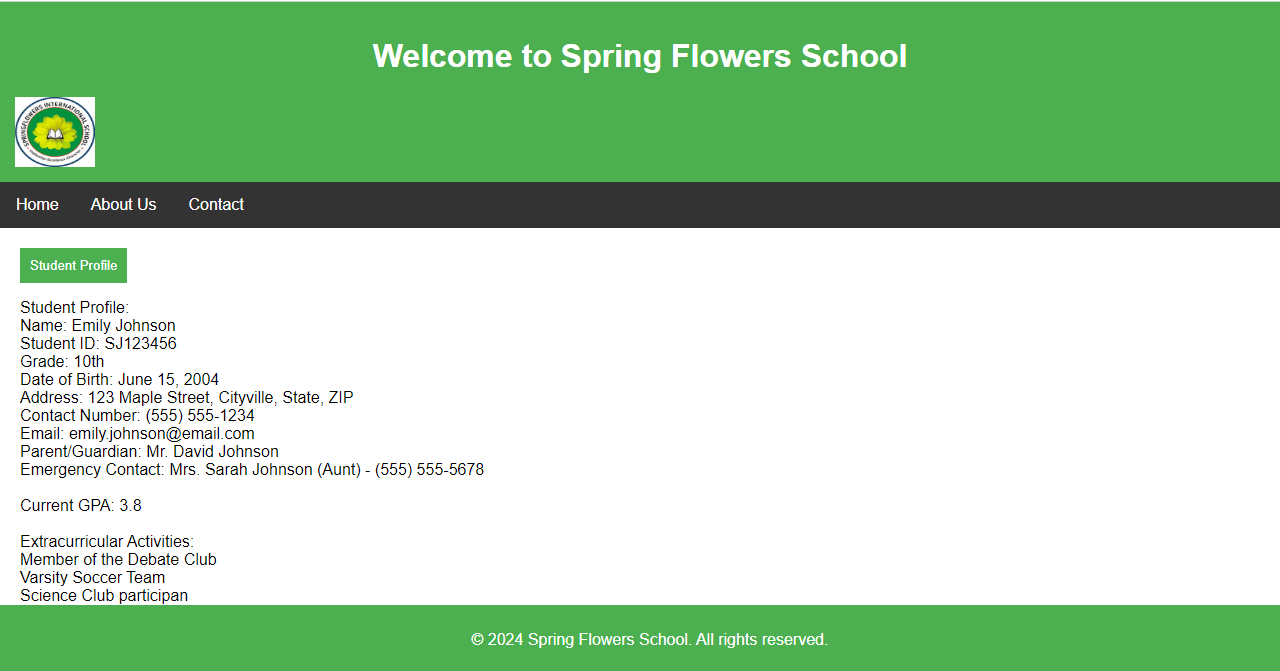 Welcome to Spring Flowers School
SPRINGFLOWERS INTERNATIONAL SCHOOL
Home
About Us
Contact
Student Profile
Student Profile:
Name: Emily Johnson
Student ID: SJ123456
Grade: 10th
Date of Birth: June 15, 2004
Address: 123 Maple Street, Cityville, State, ZIP
Contact Number: (555) 555-1234
Email: emily.johnson@email.com
Parent/Guardian: Mr. David Johnson
Emergency Contact: Mrs. Sarah Johnson (Aunt) - (555) 555-5678
Current GPA: 3.8
Extracurricular Activities:
Member of the Debate Club
Varsity Soccer Team
Science Club participan
© 2024 Spring Flowers School. All rights reserved.